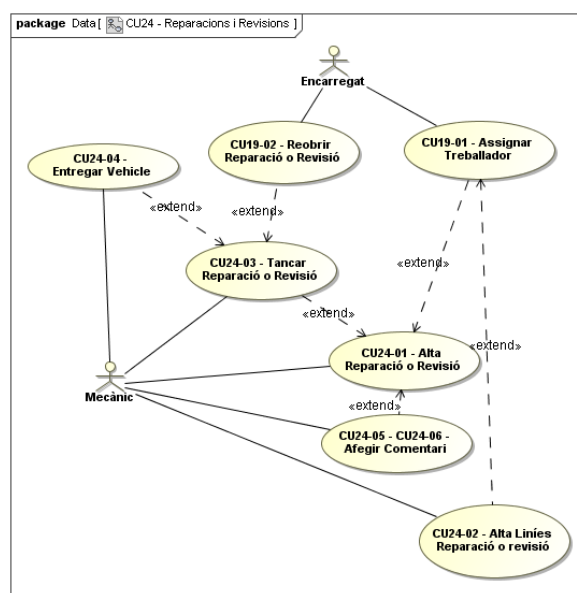 package Data [ CU24 - Reparacions i Revisions ]
Encarregat
CU24-04 -
Entregar Vehicle
CU19-02 - Reobrir
Reparació o Revisió
CU19-01 - Assignar
Treballador
«extend»
«extend»
CU24-03 - Tancar
Reparació o Revisió
«extend»
«extend»
CU24-01 - Alta
Reparació o Revisió
«extend»
Mecànic
«extend»
CU24-05 - CU24-06 -
Afegir Comentari
CU24-02 - Alta Liníes
Reparació o revisió